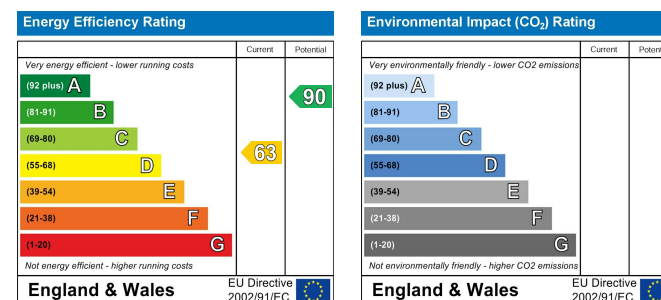 Energy Efficiency Rating
Current Potential
Very energy efficient - lower running costs
(92 plus) A
(81-91) B
(69-80) C
(55-68) D
(39-54) E
(21-38) F
(1-20) G
63
90
Not energy efficient - higher running costs
England & Wales
EU Directive
2002/91/EC
Environmental Impact (CO₂) Rating
Current Potent
Very environmentally friendly - lower CO2 emissions
(92 plus) A
(81-91) B
(69-80) C
(55-68) D
(39-54) E
(21-38) F
(1-20) G
Not environmentally friendly - higher CO2 emissions
England & Wales
EU Directive
2002/91/EC